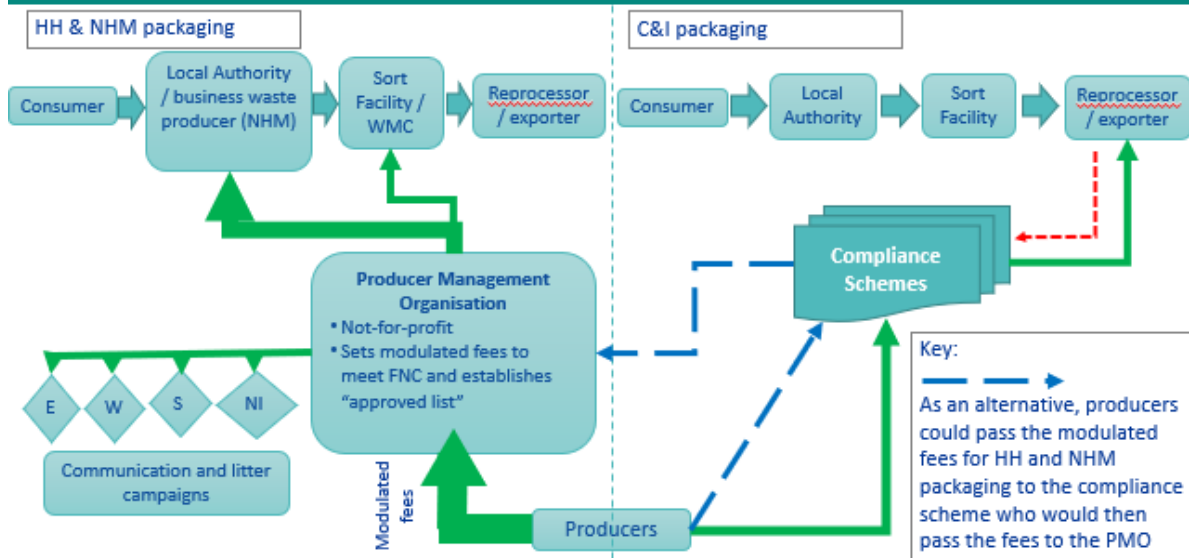 HH & NHM packaging
Consumer
Local Authority
/ business waste
producer (NHM)
Sort
Facility /
WMC
Reprocessor
/ exporter
C&I packaging
Consumer
Local
Authority
Sort
Facility
Reprocessor
/ exporter
Producer Management
Organisation
• Not-for-profit
• Sets modulated fees to
meet FNC and establishes
“approved list”
Compliance
Schemes
E
W
S
NI
Communication and litter
campaigns
Modulated
fees
Producers
Key:
As an alternative, producers
could pass the modulated
fees for HH and NHM
packaging to the compliance
scheme who would then
pass the fees to the PMO